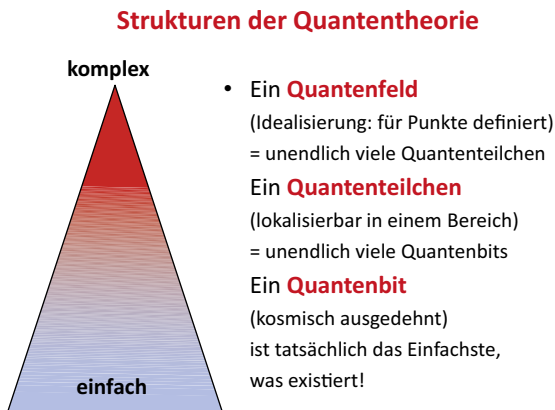 Strukturen der Quantentheorie
komplex
• Ein Quantenfeld
(Idealisierung: für Punkte definiert)
= unendlich viele Quantenteilchen
Ein Quantenteilchen
(lokalisierbar in einem Bereich)
= unendlich viele Quantenbits
Ein Quantenbit
(kosmisch ausgedehnt)
ist tatsächlich das Einfachste,
was existiert!
einfach